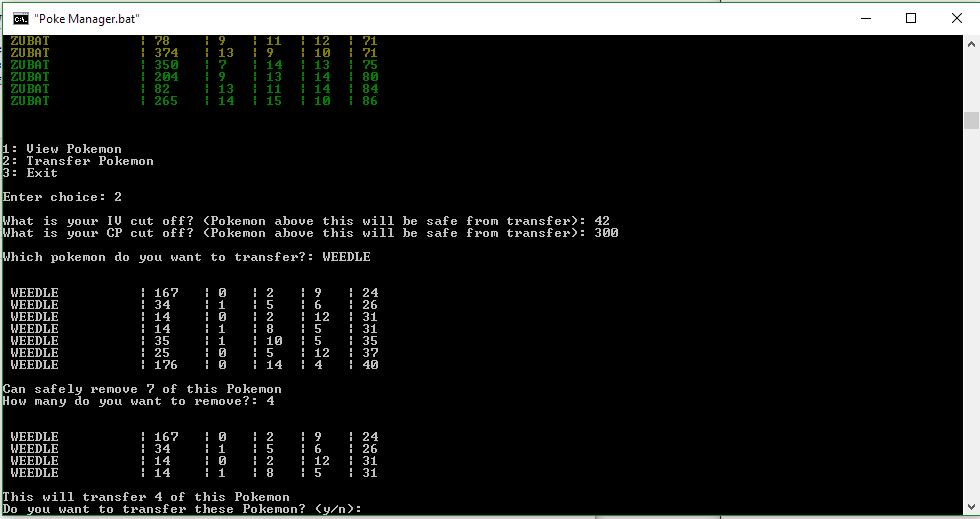 "Poke Manager.bat"
ZUBAT ¦ 78 ¦ 9 ¦ 11 ¦ 12 ¦ 71
ZUBAT ¦ 374 ¦ 13 ¦ 9 ¦ 10 ¦ 71
ZUBAT ¦ 350 ¦ 7 ¦ 14 ¦ 13 ¦ 75
ZUBAT ¦ 204 ¦ 9 ¦ 13 ¦ 14 ¦ 80
ZUBAT ¦ 82 ¦ 13 ¦ 11 ¦ 14 ¦ 84
ZUBAT ¦ 265 ¦ 14 ¦ 15 ¦ 10 ¦ 86
1: View Pokemon
2: Transfer Pokemon
3: Exit
Enter choice: 2
What is your IV cut off? (Pokemon above this will be safe from transfer): 42
What is your CP cut off? (Pokemon above this will be safe from transfer): 300
Which pokemon do you want to transfer?: WEEDLE
WEEDLE ¦ 167 ¦ 0 ¦ 2 ¦ 9 ¦ 24
WEEDLE ¦ 34 ¦ 1 ¦ 5 ¦ 6 ¦ 26
WEEDLE ¦ 14 ¦ 0 ¦ 2 ¦ 12 ¦ 31
WEEDLE ¦ 14 ¦ 1 ¦ 8 ¦ 5 ¦ 31
WEEDLE ¦ 35 ¦ 1 ¦ 10 ¦ 5 ¦ 35
WEEDLE ¦ 25 ¦ 0 ¦ 5 ¦ 12 ¦ 37
WEEDLE ¦ 176 ¦ 0 ¦ 14 ¦ 4 ¦ 40
Can safely remove 7 of this Pokemon
How many do you want to remove?: 4
WEEDLE ¦ 167 ¦ 0 ¦ 2 ¦ 9 ¦ 24
WEEDLE ¦ 34 ¦ 1 ¦ 5 ¦ 6 ¦ 26
WEEDLE ¦ 14 ¦ 0 ¦ 2 ¦ 12 ¦ 31
WEEDLE ¦ 14 ¦ 1 ¦ 8 ¦ 5 ¦ 31
This will transfer 4 of this Pokemon
Do you want to transfer these Pokemon? (y/n):